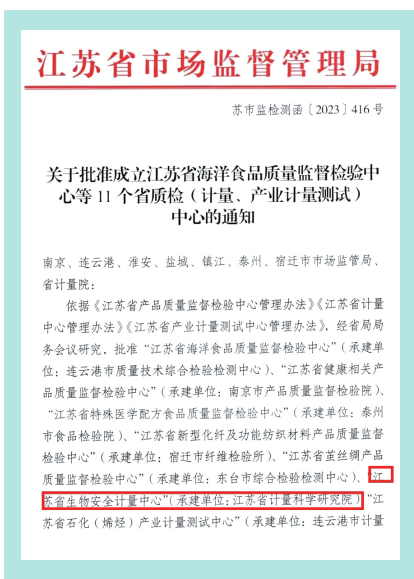 江苏省市场监督管理局
苏市监检测函〔2023〕416号
关于批准成立江苏省海洋食品质量监督检验中
心等11个省质检（计量、产业计量测试）
中心的通知
南京、连云港、淮安、盐城、镇江、泰州、宿迁市市场监管局、
省计量院：
依据《江苏省产品质量监督检验中心管理办法》《江苏省计量
中心管理办法》《江苏省产业计量测试中心管理办法》，经省局局
务会议研究，批准“江苏省海洋食品质量监督检验中心”（承建单
位：连云港市质量技术综合检验检测中心）、“江苏省健康相关产
品质量监督检验中心”（承建单位：南京市产品质量监督检验院）、
“江苏省特殊医学配方食品质量监督检验中心”（承建单位：泰州
市食品检验院）、“江苏省新型化纤及功能纺织材料产品质量监督
检验中心”（承建单位：宿迁市纤维检验所）、“江苏省茧丝绸产品
质量监督检验中心”（承建单位：东台市综合检验检测中心）、“江
苏省生物安全计量中心”（承建单位：江苏省计量科学研究院）“江
苏省石化（烯烃）产业计量测试中心”（承建单位：连云港市计量